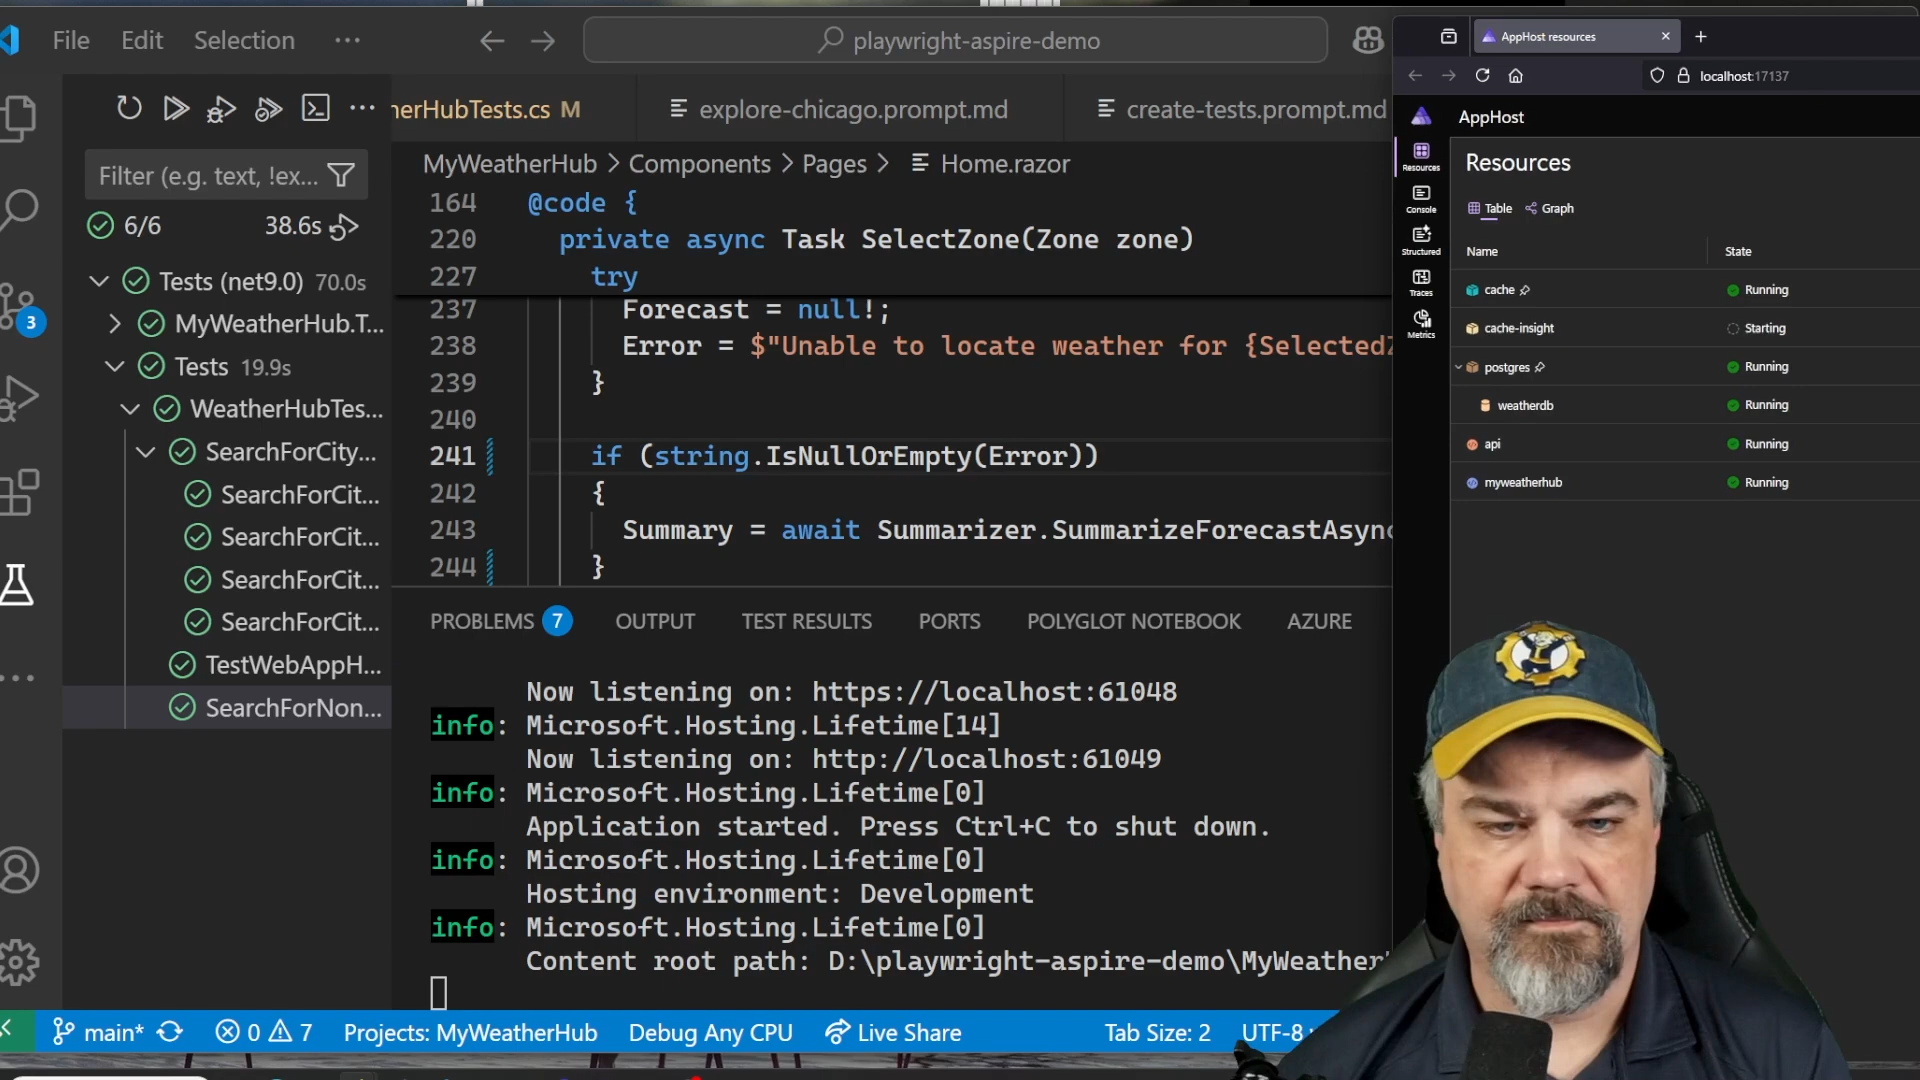 File Edit Selection ···
playwright-aspire-demo
nerHubTests.cs M
explore-chicago.prompt.md
create-tests.prompt.md
Filter (e.g. text, !ex...
6/6 38.6s
Tests (net9.0) 70.0s
MyWeatherHub.T...
Tests 19.9s
WeatherHubTes...
SearchForCity...
SearchForCit...
SearchForCit...
SearchForCit...
SearchForCit...
TestWebAppH...
SearchForNon...
3
MyWeatherHub > Components > Pages > Home.razor
164 @code {
220 private async Task SelectZone(Zone zone)
227 try
237 Forecast = null!;
238 Error = $"Unable to locate weather for {Selected
239 }
240
241 if (string.IsNullOrEmpty(Error))
242 {
243 Summary = await Summarizer.SummarizeForecastAsync
244 }
PROBLEMS 7 OUTPUT TEST RESULTS PORTS POLYGLOT NOTEBOOK AZURE
Now listening on: https://localhost:61048
info: Microsoft.Hosting.Lifetime[14]
Now listening on: http://localhost:61049
info: Microsoft.Hosting.Lifetime[0]
Application started. Press Ctrl+C to shut down.
info: Microsoft.Hosting.Lifetime[0]
Hosting environment: Development
info: Microsoft.Hosting.Lifetime[0]
Content root path: D:\playwright-aspire-demo\MyWeather
main* 0 7 Projects: MyWeatherHub Debug Any CPU Live Share Tab Size: 2 UTF-8
AppHost resources
localhost:17137
AppHost
Resources
Console
Structured
Traces
Metrics
Resources
Table Graph
Name State
cache Running
cache-insight Starting
postgres Running
weatherdb Running
api Running
myweatherhub Running